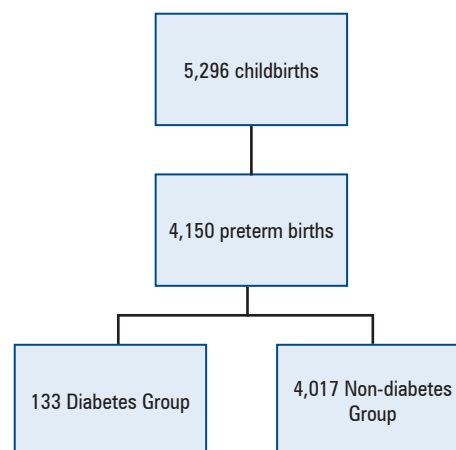 5,296 childbirths
4,150 preterm births
133 Diabetes Group
4,017 Non-diabetes
Group